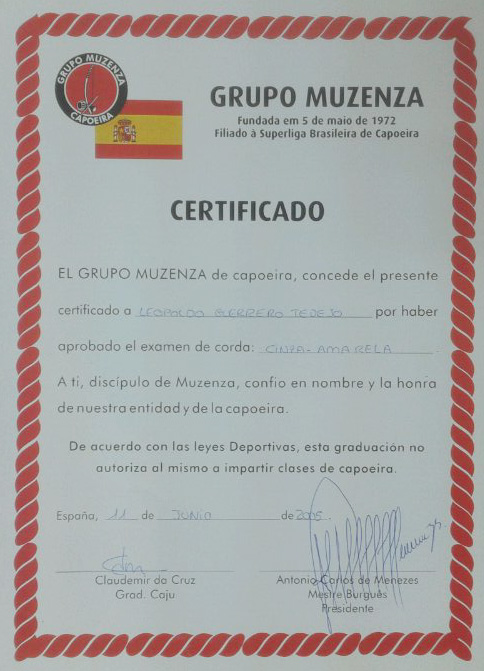 GRUPO MUZENZA
CAPOEIRA
GRUPO MUZENZA
Fundada em 5 de maio de 1972
Filiado à Superliga Brasileira de Capoeira
CERTIFICADO
EL GRUPO MUZENZA de capoeira, concede el presente
certificado a LEOPOLDO GUERRERO TEDEJO por haber
aprobado el examen de corda: CINZA-AMARELA.
A ti, discípulo de Muzenza, confio en nombre y la honra
de nuestra entidad y de la capoeira.
De acuerdo con las leyes Deportivas, esta graduación no
autoriza al mismo a impartir clases de capoeira.
España, 11 de JUNIO de 2005
Claudemir da Cruz
Grad. Caju
Antonio Carlos de Menezes
Mestre Burguês
Presidente